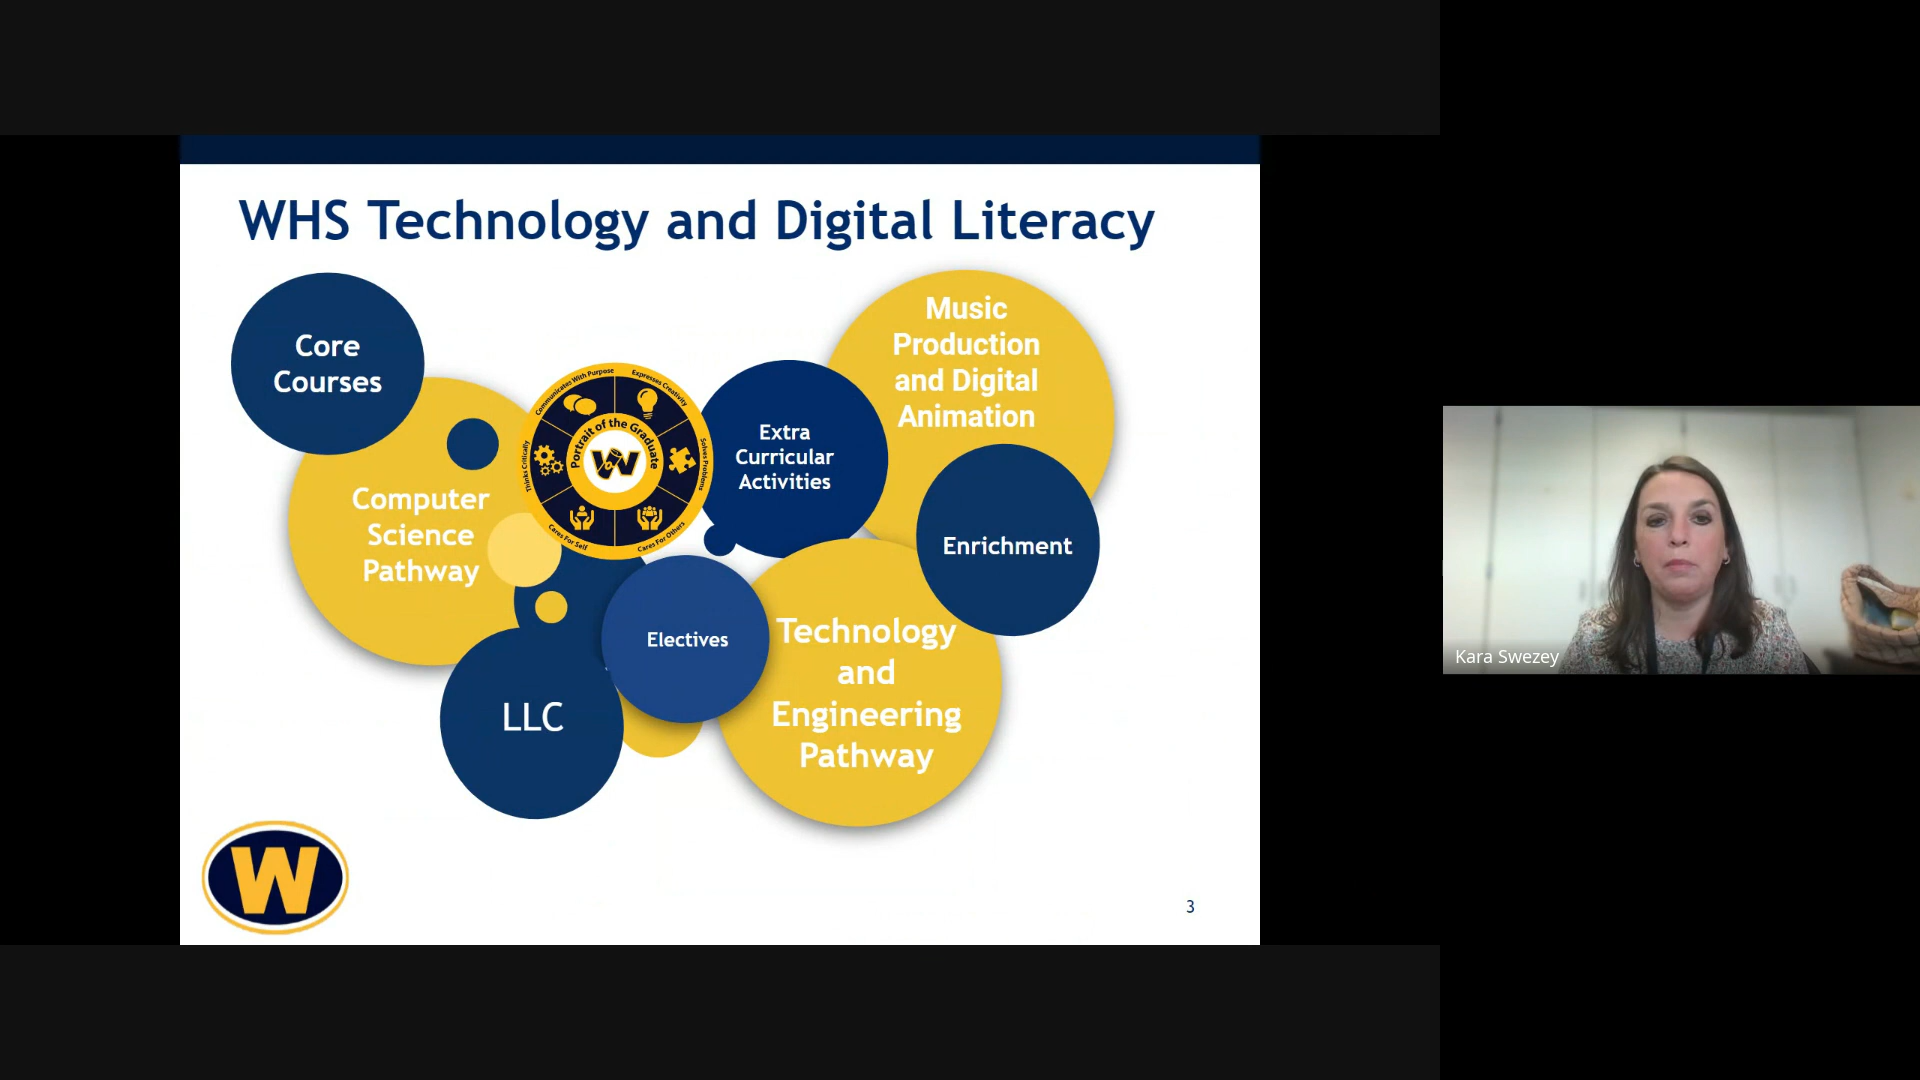 WHS Technology and Digital Literacy
Core
Courses
Computer
Science
Pathway
Communicates With Purpose
Expresses Creativity
Thinks Critically
Solves Problems
Cares For Self
Cares For Others
Portrait of the Graduate
W
Extra
Curricular
Activities
Music
Production
and Digital
Animation
Enrichment
Electives
Technology
and
Engineering
Pathway
LLC
W
3
Kara Swezey